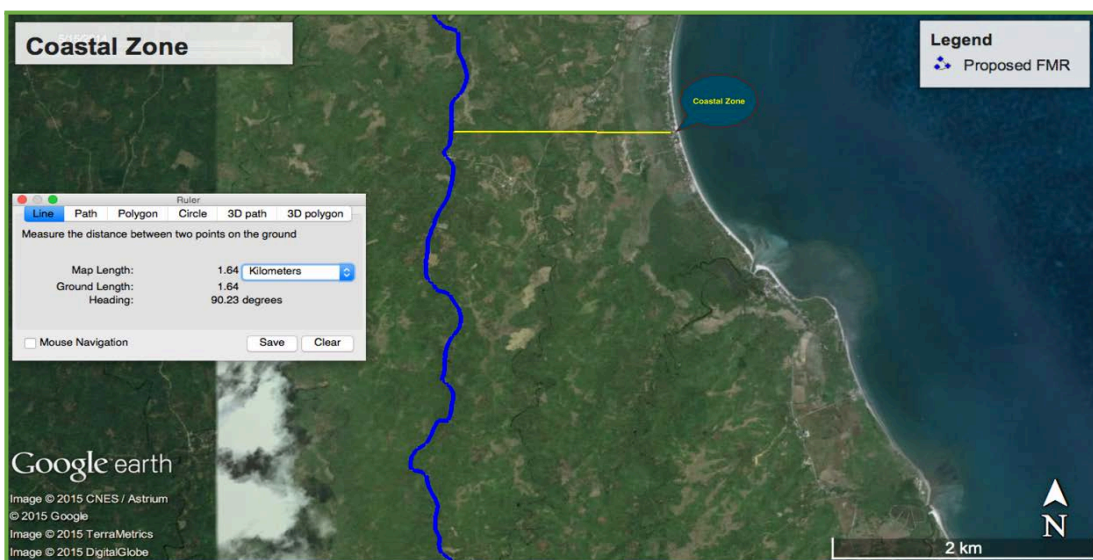 Coastal Zone
5/15/2014
Legend
Proposed FMR
Coastal Zone
Ruler
Line Path Polygon Circle 3D path 3D polygon
Measure the distance between two points on the ground
Map Length: 1.64 Kilometers
Ground Length: 1.64
Heading: 90.23 degrees
Mouse Navigation Save Clear
Google earth
Image © 2015 CNES / Astrium
© 2015 Google
Image © 2015 TerraMetrics
Image © 2015 DigitalGlobe
N
2 km